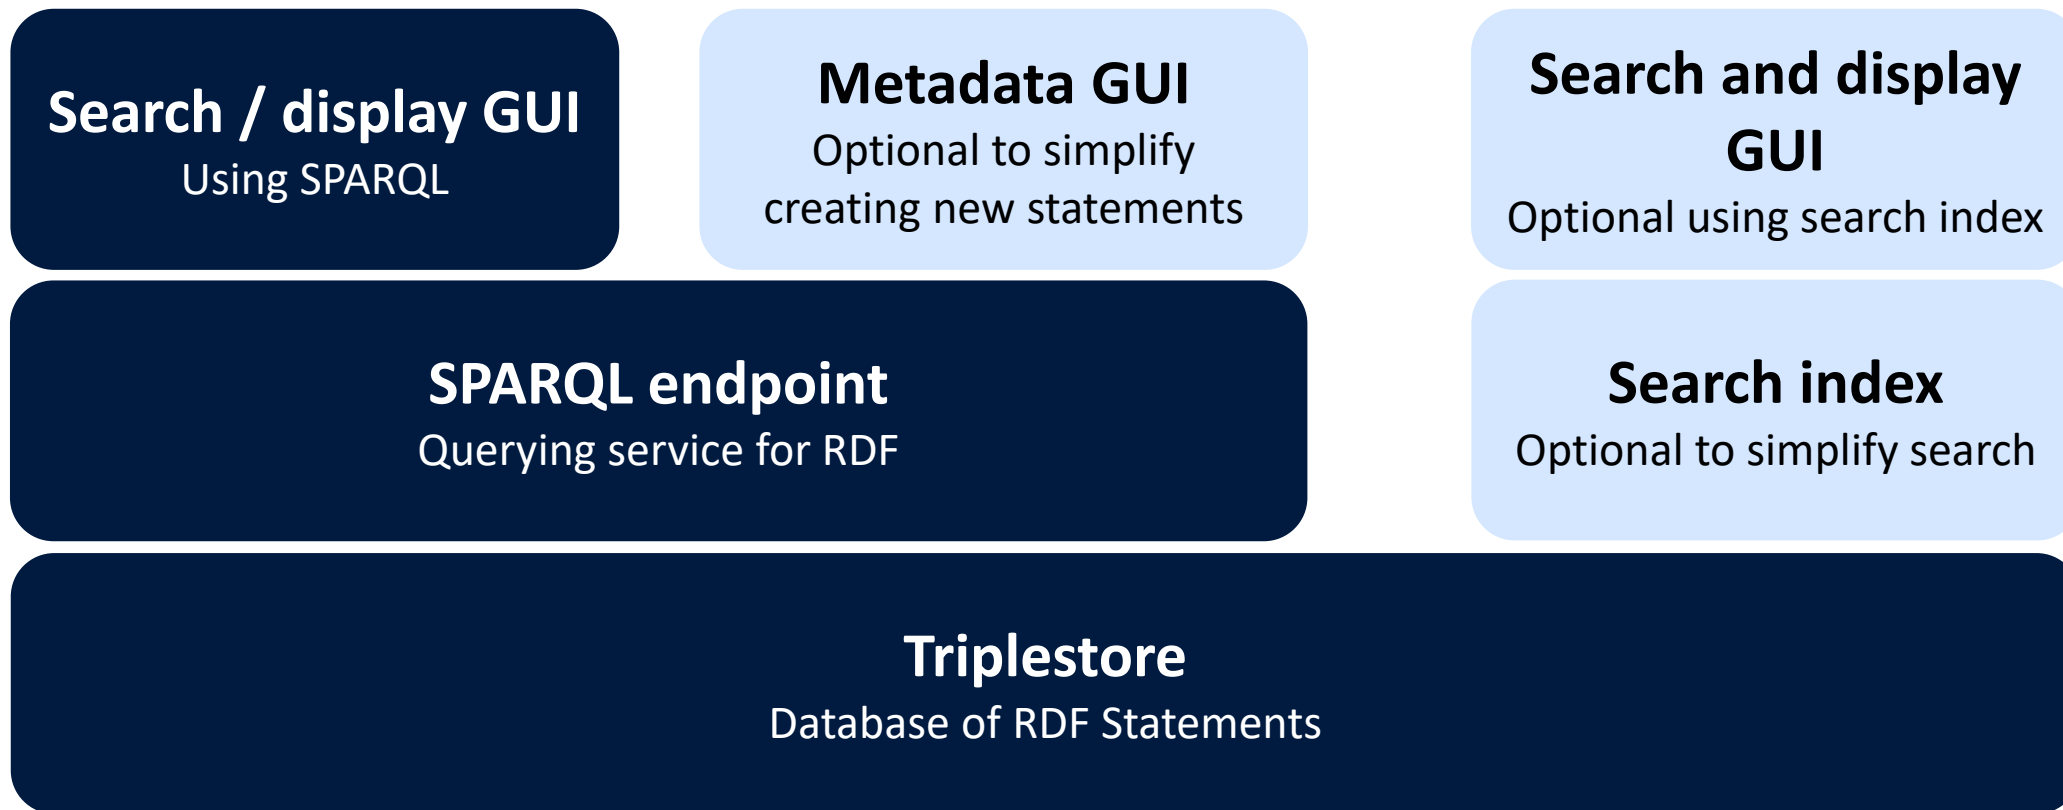 Search / display GUI
Using SPARQL
Metadata GUI
Optional to simplify
creating new statements
Search and display
GUI
Optional using search index
SPARQL endpoint
Querying service for RDF
Search index
Optional to simplify search
Triplestore
Database of RDF Statements